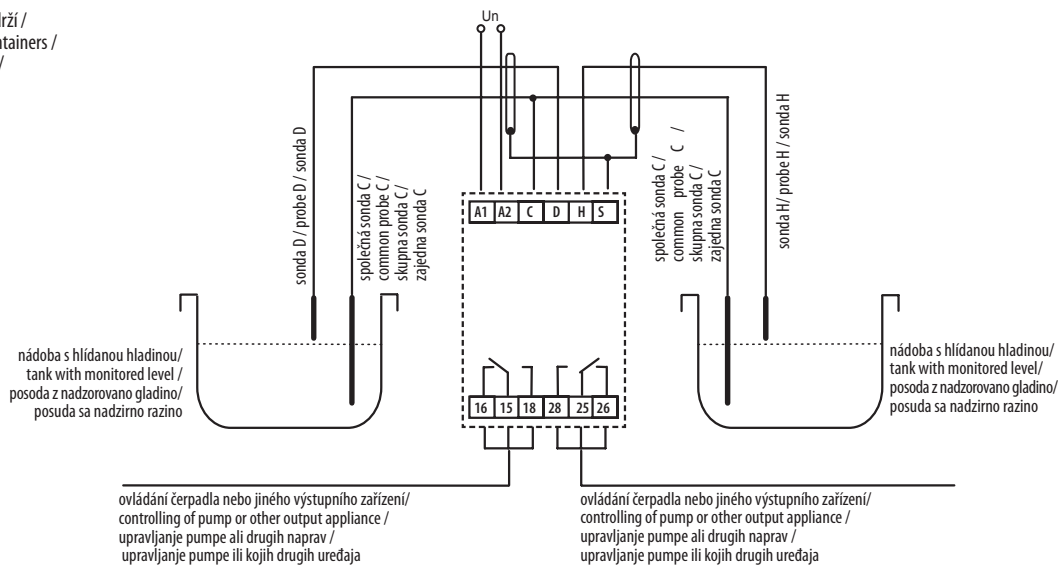 rží /
ntainers /
/
Un
sonda D / probe D / sonda D
společná sonda C /
common probe C /
skupna sonda C /
zajedna sonda C
společná sonda C /
common probe C /
skupna sonda C /
zajedna sonda C
sonda H/ probe H / sonda H
A1 A2 C D H S
nádoba s hlídanou hladinou/
tank with monitored level /
posoda z nadzorovano gladino/
posuda sa nadzirno razino
nádoba s hlídanou hladinou/
tank with monitored level/
posoda z nadzorovano gladino/
posuda sa nadzirno razino
16 15 18 28 25 26
ovládání čerpadla nebo jiného výstupního zařízení/
controlling of pump or other output appliance /
upravljanje pumpe ali drugih naprav /
upravljanje pumpe ili kojih drugih uređaja
ovládání čerpadla nebo jiného výstupního zařízení/
controlling of pump or other output appliance /
upravljanje pumpe ali drugih naprav /
upravljanje pumpe ili kojih drugih uređaja